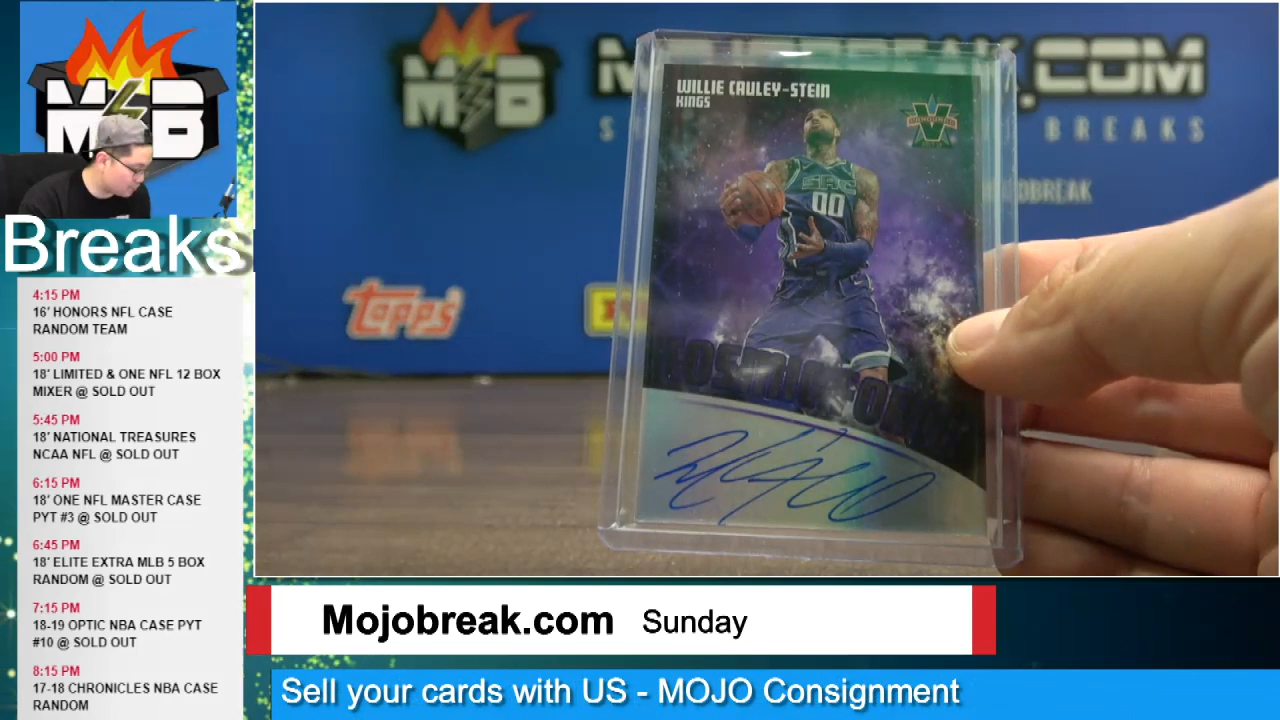 M B
Breaks
4:15 PM
16' HONORS NFL CASE
RANDOM TEAM
5:00 PM
18' LIMITED & ONE NFL 12 BOX
MIXER @ SOLD OUT
5:45 PM
18' NATIONAL TREASURES
NCAA NFL @ SOLD OUT
6:15 PM
18' ONE NFL MASTER CASE
PYT #3 @ SOLD OUT
6:45 PM
18' ELITE EXTRA MLB 5 BOX
RANDOM @ SOLD OUT
7:15 PM
18-19 OPTIC NBA CASE PYT
#10 @ SOLD OUT
8:15 PM
17-18 CHRONICLES NBA CASE
RANDOM
M B
.COM
BREAKS
MOJOBREAK
topps
WILLIE CAULEY-STEIN
KINGS
V
VANGUARD
SAC
00
Mojobreak.com Sunday
Sell your cards with US - MOJO Consignment